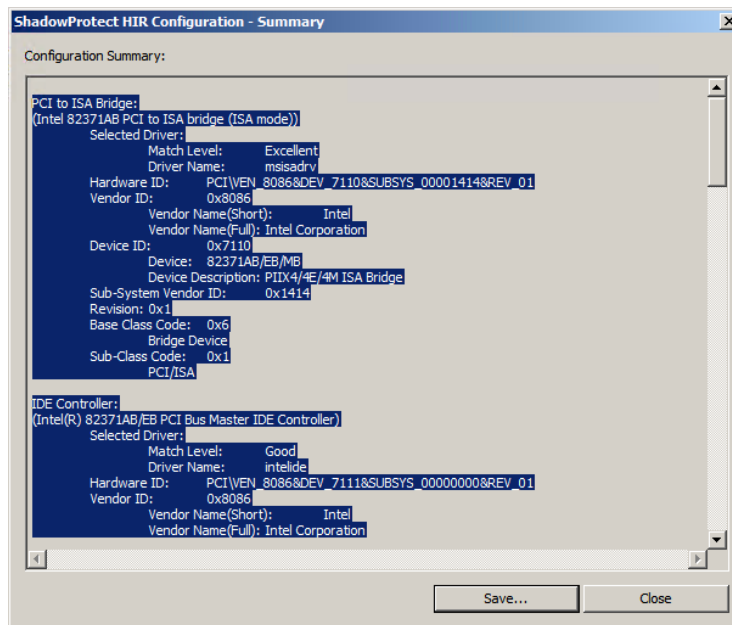 ShadowProtect HIR Configuration - Summary
Configuration Summary:
PCI to ISA Bridge:
(Intel 82371AB PCI to ISA bridge (ISA mode))
Selected Driver:
Match Level: Excellent
Driver Name: msisadrv
Hardware ID: PCI\VEN_8086&DEV_7110&SUBSYS_00001414&REV_01
Vendor ID: 0x8086
Vendor Name(Short): Intel
Vendor Name(Full): Intel Corporation
Device ID: 0x7110
Device: 82371AB/EB/MB
Device Description: PIIX4/4E/4M ISA Bridge
Sub-System Vendor ID: 0x1414
Revision: 0x1
Base Class Code: 0x6
Bridge Device
Sub-Class Code: 0x1
PCI/ISA
IDE Controller:
(Intel(R) 82371AB/EB PCI Bus Master IDE Controller)
Selected Driver:
Match Level: Good
Driver Name: intelide
Hardware ID: PCI\VEN_8086&DEV_7111&SUBSYS_00000000&REV_01
Vendor ID: 0x8086
Vendor Name(Short): Intel
Vendor Name(Full): Intel Corporation
Save... Close